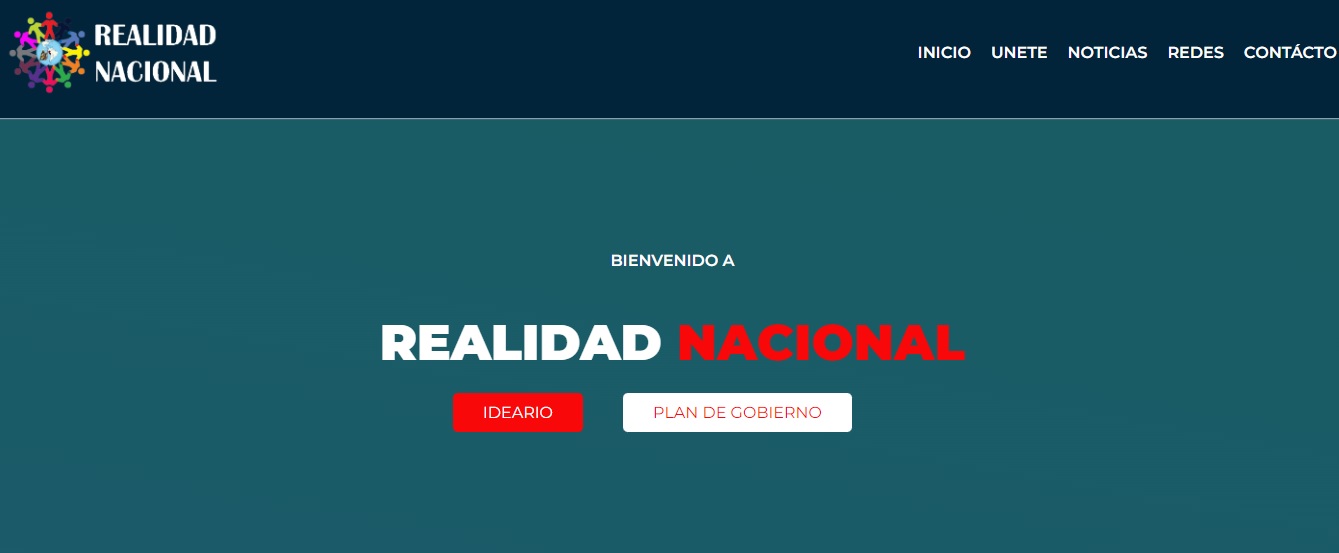 REALIDAD
NACIONAL
INICIO UNETE NOTICIAS REDES CONTÁCTO
BIENVENIDO A
REALIDAD NACIONAL
IDEARIO PLAN DE GOBIERNO